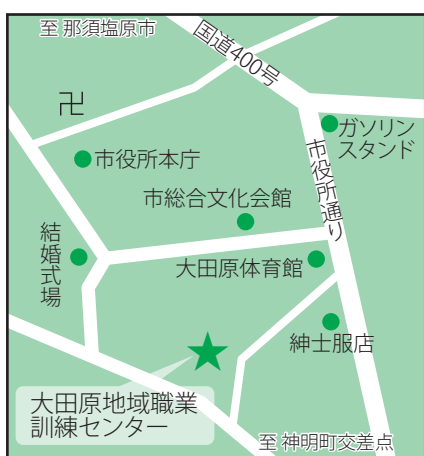 至 那須塩原市
国道400号
卍
ガソリン
スタンド
市役所本庁
市役所通り
市総合文化会館
結婚式場
大田原体育館
紳士服店
大田原地域職業
訓練センター
至 神明町交差点